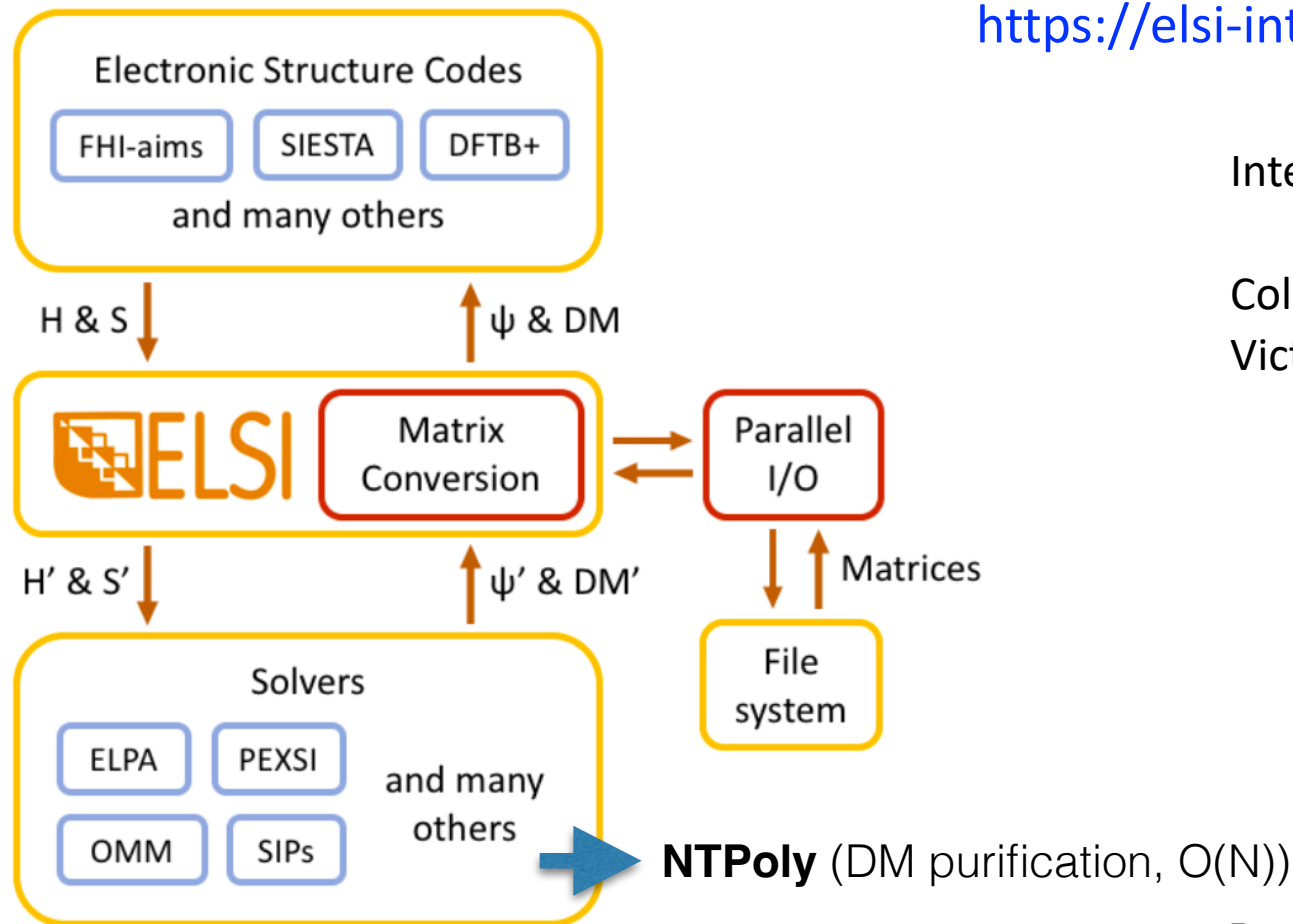 https://elsi-int
Electronic Structure Codes
FHI-aims SIESTA DFTB+
and many others
Inte
Col
Vict
H & S
ψ & DM
ELSI
Matrix
Conversion
Parallel
I/O
H’ & S’
ψ’ & DM’
Matrices
File
system
Solvers
ELPA PEXSI
OMM SIPs
and many
others
NTPoly (DM purification, O(N))